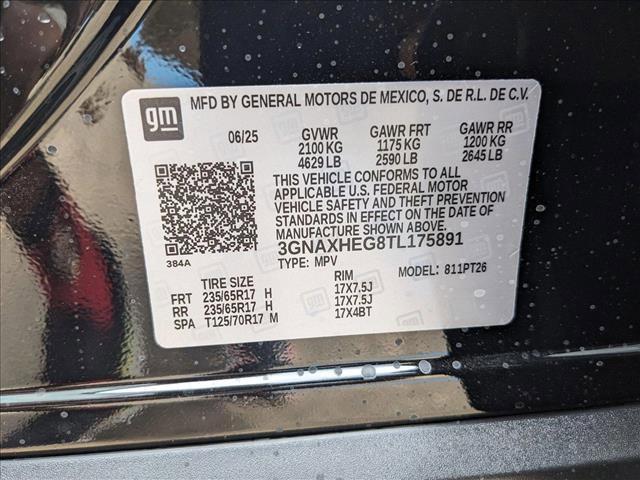 MFD BY GENERAL MOTORS DE MEXICO, S. DE R.L. DE C.V.
gm
06/25 GVWR GAWR FRT GAWR RR
2100 KG 1175 KG 1200 KG
4629 LB 2590 LB 2645 LB
THIS VEHICLE CONFORMS TO ALL
APPLICABLE U.S. FEDERAL MOTOR
VEHICLE SAFETY AND THEFT PREVENTION
STANDARDS IN EFFECT ON THE DATE OF
MANUFACTURE SHOWN ABOVE.
3GNAXHEG8TL175891
384A
TYPE: MPV MODEL: 811PT26
TIRE SIZE RIM
FRT 235/65R17 H 17X7.5J
RR 235/65R17 H 17X7.5J
SPA T125/70R17 M 17X4BT